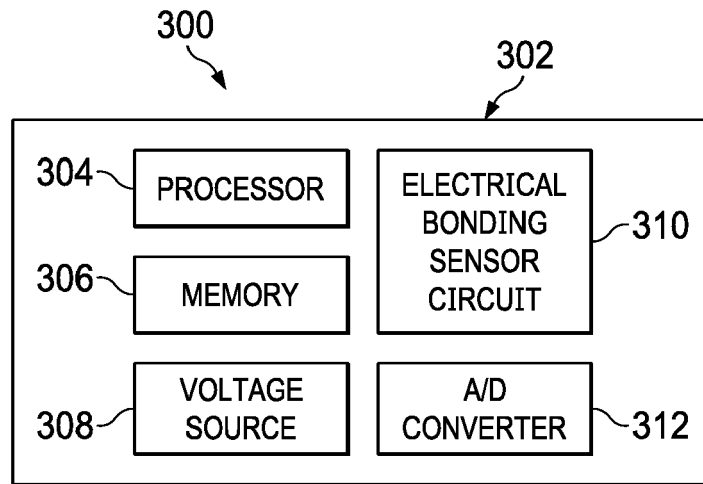 300
302
304
PROCESSOR
306
MEMORY
308
VOLTAGE
SOURCE
ELECTRICAL
BONDING
SENSOR
CIRCUIT
310
A/D
CONVERTER
312